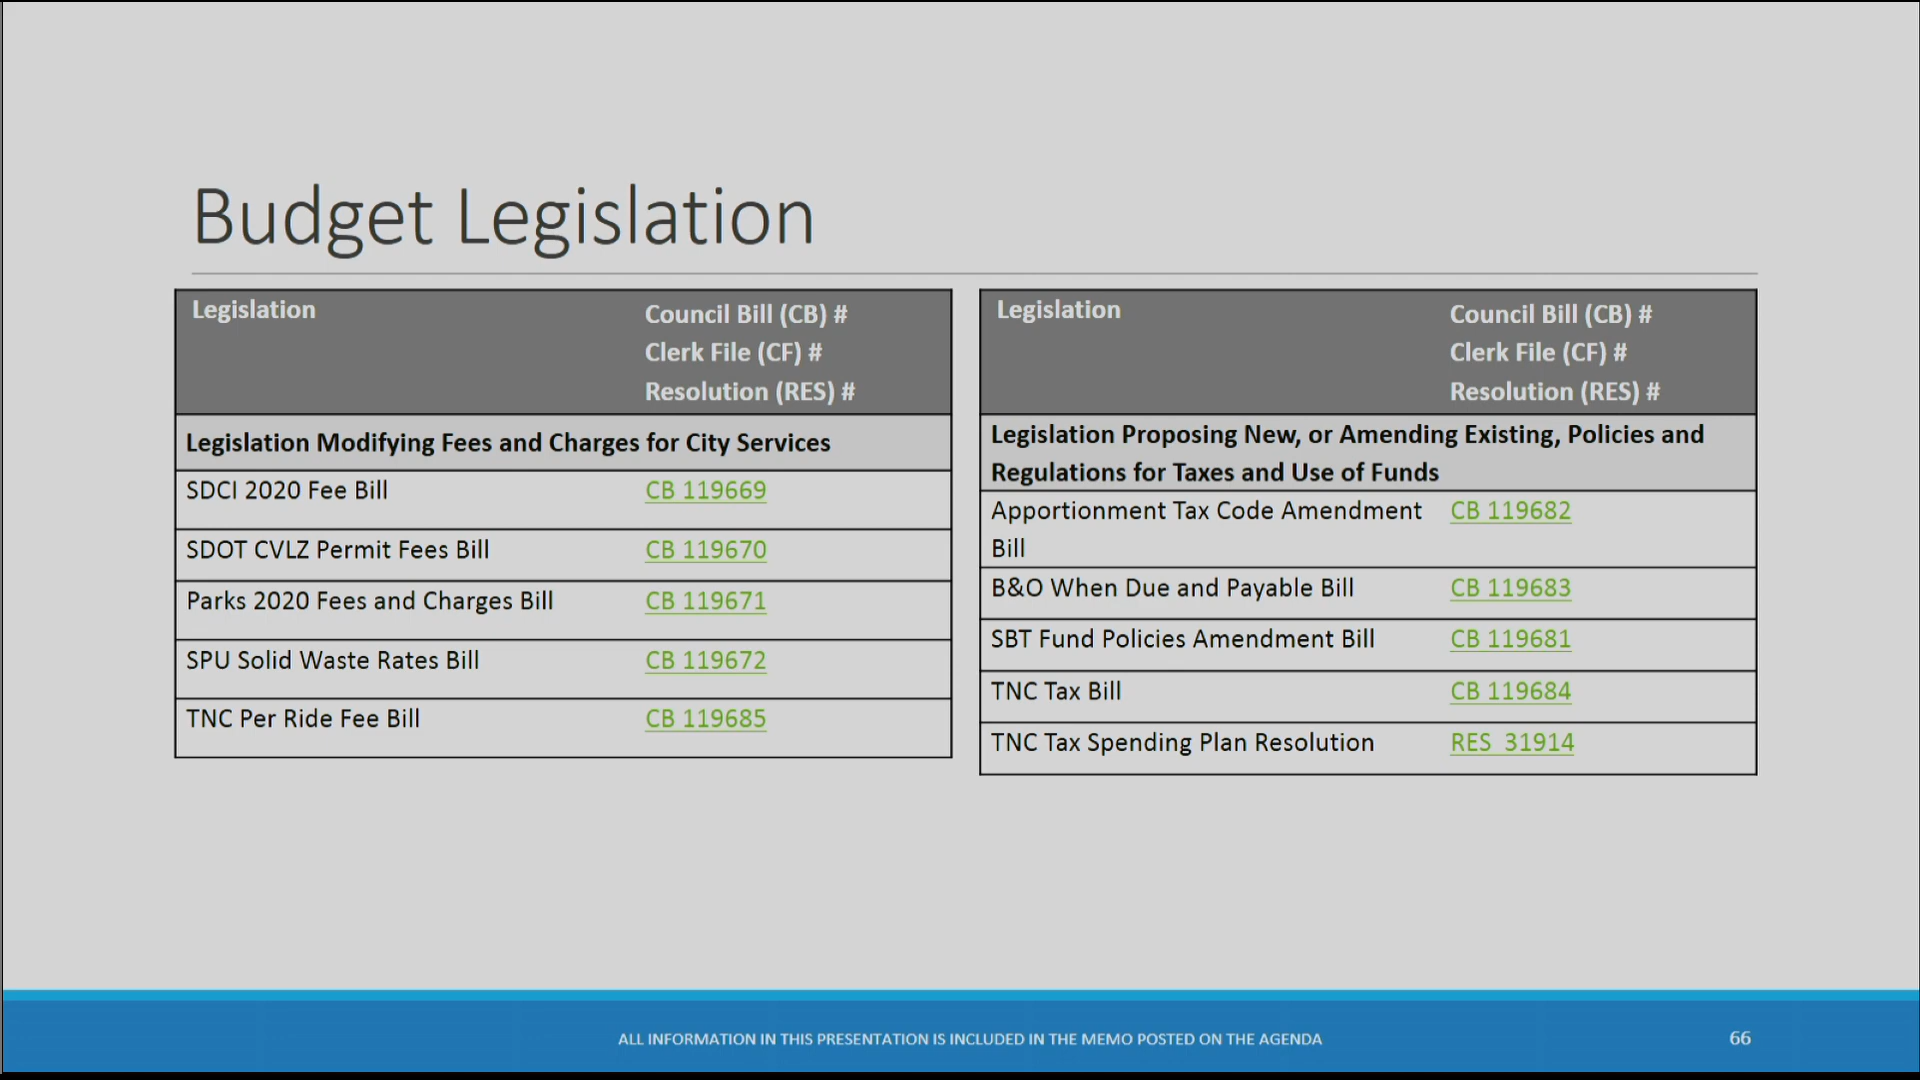 Budget Legislation
Legislation
Council Bill (CB) #
Clerk File (CF) #
Resolution (RES) #
Legislation Modifying Fees and Charges for City Services
SDCI 2020 Fee Bill CB 119669
SDOT CVLZ Permit Fees Bill CB 119670
Parks 2020 Fees and Charges Bill CB 119671
SPU Solid Waste Rates Bill CB 119672
TNC Per Ride Fee Bill CB 119685
Legislation
Council Bill (CB) #
Clerk File (CF) #
Resolution (RES) #
Legislation Proposing New, or Amending Existing, Policies and
Regulations for Taxes and Use of Funds
Apportionment Tax Code Amendment CB 119682
Bill
B&O When Due and Payable Bill CB 119683
SBT Fund Policies Amendment Bill CB 119681
TNC Tax Bill CB 119684
TNC Tax Spending Plan Resolution RES 31914
ALL INFORMATION IN THIS PRESENTATION IS INCLUDED IN THE MEMO POSTED ON THE AGENDA
66